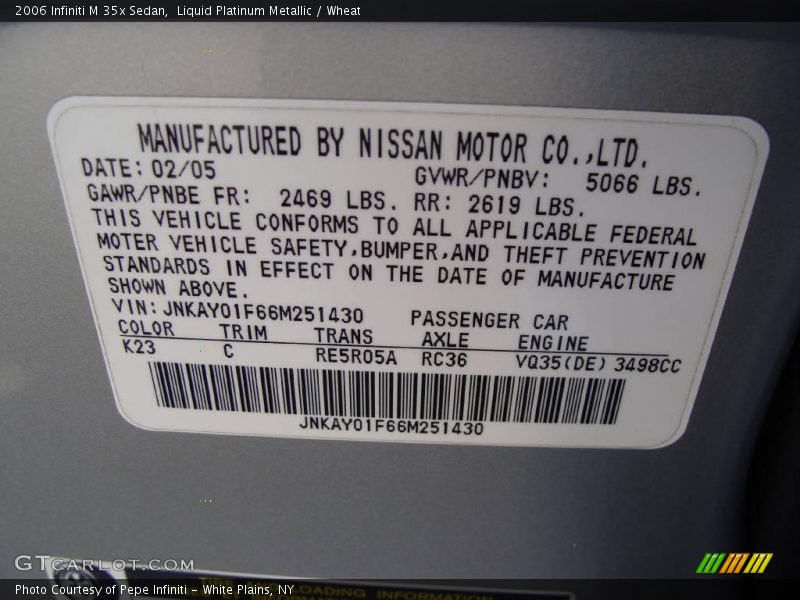 2006 Infiniti M 35x Sedan, Liquid Platinum Metallic / Wheat
MANUFACTURED BY NISSAN MOTOR CO.,LTD.
DATE: 02/05 GVWR/PNBV: 5066 LBS.
GAWR/PNBE FR: 2469 LBS. RR: 2619 LBS.
THIS VEHICLE CONFORMS TO ALL APPLICABLE FEDERAL
MOTER VEHICLE SAFETY,BUMPER,AND THEFT PREVENTION
STANDARDS IN EFFECT ON THE DATE OF MANUFACTURE
SHOWN ABOVE.
VIN: JNKAY01F66M251430 PASSENGER CAR
COLOR TRIM TRANS AXLE ENGINE
K23 C RE5R05A RC36 VQ35(DE) 3498CC
JNKAY01F66M251430
GTCARLOT.COM
TIRE AND LOADING INFORMATION
Photo Courtesy of Pepe Infiniti - White Plains, NY